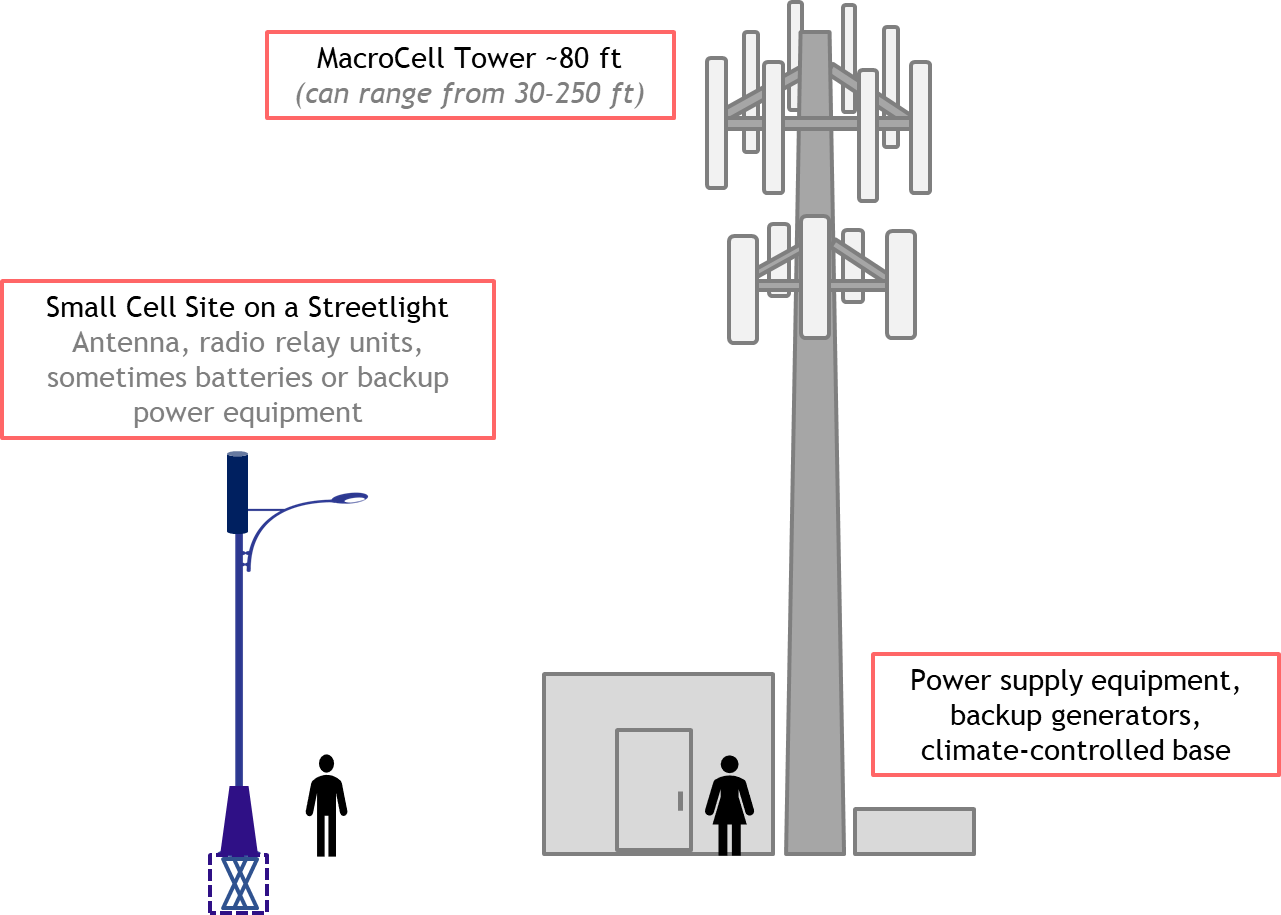 MacroCell Tower ~80 ft
(can range from 30-250 ft)
Small Cell Site on a Streetlight
Antenna, radio relay units,
sometimes batteries or backup
power equipment
Power supply equipment,
backup generators,
climate-controlled base